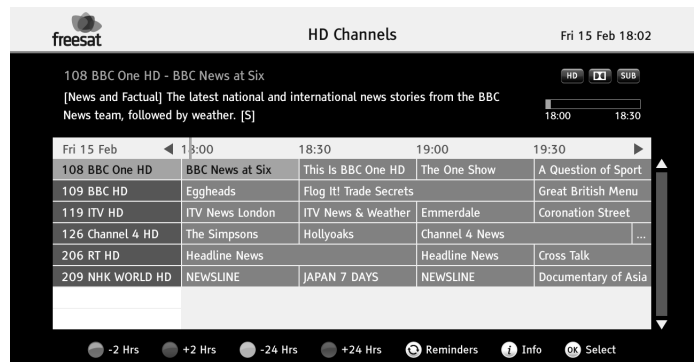 freesat
HD Channels
Fri 15 Feb 18:02
108 BBC One HD - BBC News at Six
HD SUB
[News and Factual] The latest national and international news stories from the BBC
News team, followed by weather. [S]
18:00 18:30
Fri 15 Feb 18:00 18:30 19:00 19:30
108 BBC One HD BBC News at Six This Is BBC One HD The One Show A Question of Sport
109 BBC HD Eggheads Flog It! Trade Secrets Great British Menu
119 ITV HD ITV News London ITV News & Weather Emmerdale Coronation Street
126 Channel 4 HD The Simpsons Hollyoaks Channel 4 News ...
206 RT HD Headline News Headline News Cross Talk
209 NHK WORLD HD NEWSLINE JAPAN 7 DAYS NEWSLINE Documentary of Asia
-2 Hrs +2 Hrs -24 Hrs +24 Hrs Reminders i Info OK Select